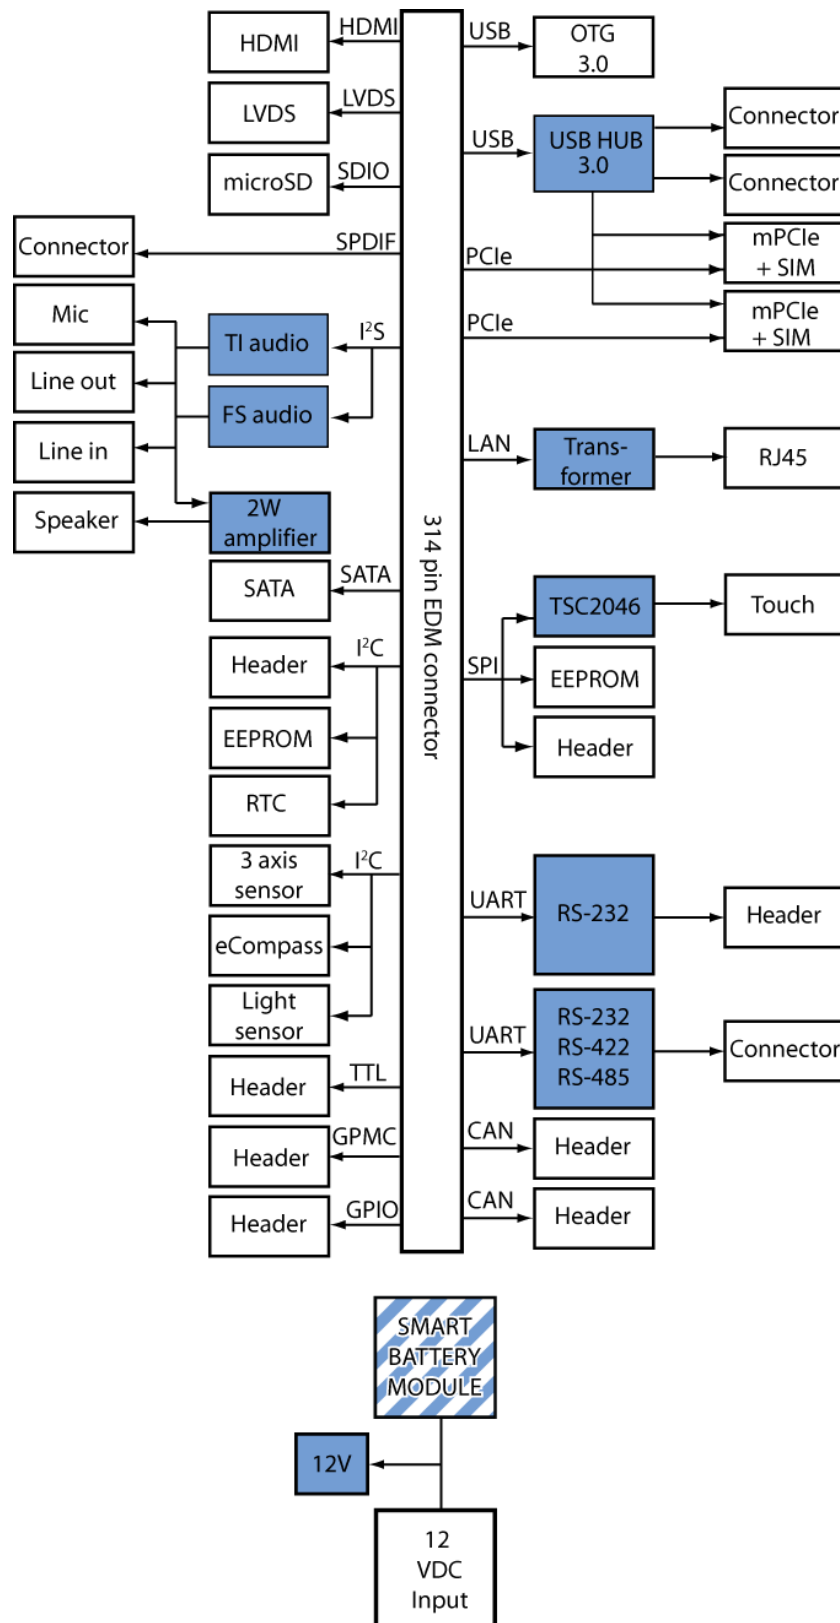 HDMI
HDMI
USB
OTG
3.0
LVDS
LVDS
Connector
USB
USB HUB
3.0
microSD
SDIO
Connector
Connector
SPDIF
PCIe
mPCIe
+ SIM
Mic
TI audio
I²S
PCIe
mPCIe
+ SIM
Line out
FS audio
Line in
LAN
Trans-
former
RJ45
Speaker
2W
amplifier
314 pin EDM connector
SATA
SATA
TSC2046
Touch
Header
I²C
SPI
EEPROM
EEPROM
Header
RTC
3 axis
sensor
I²C
UART
RS-232
Header
eCompass
Light
sensor
UART
RS-232
RS-422
RS-485
Connector
Header
TTL
Header
GPMC
CAN
Header
Header
GPIO
CAN
Header
SMART
BATTERY
MODULE
12V
12
VDC
Input